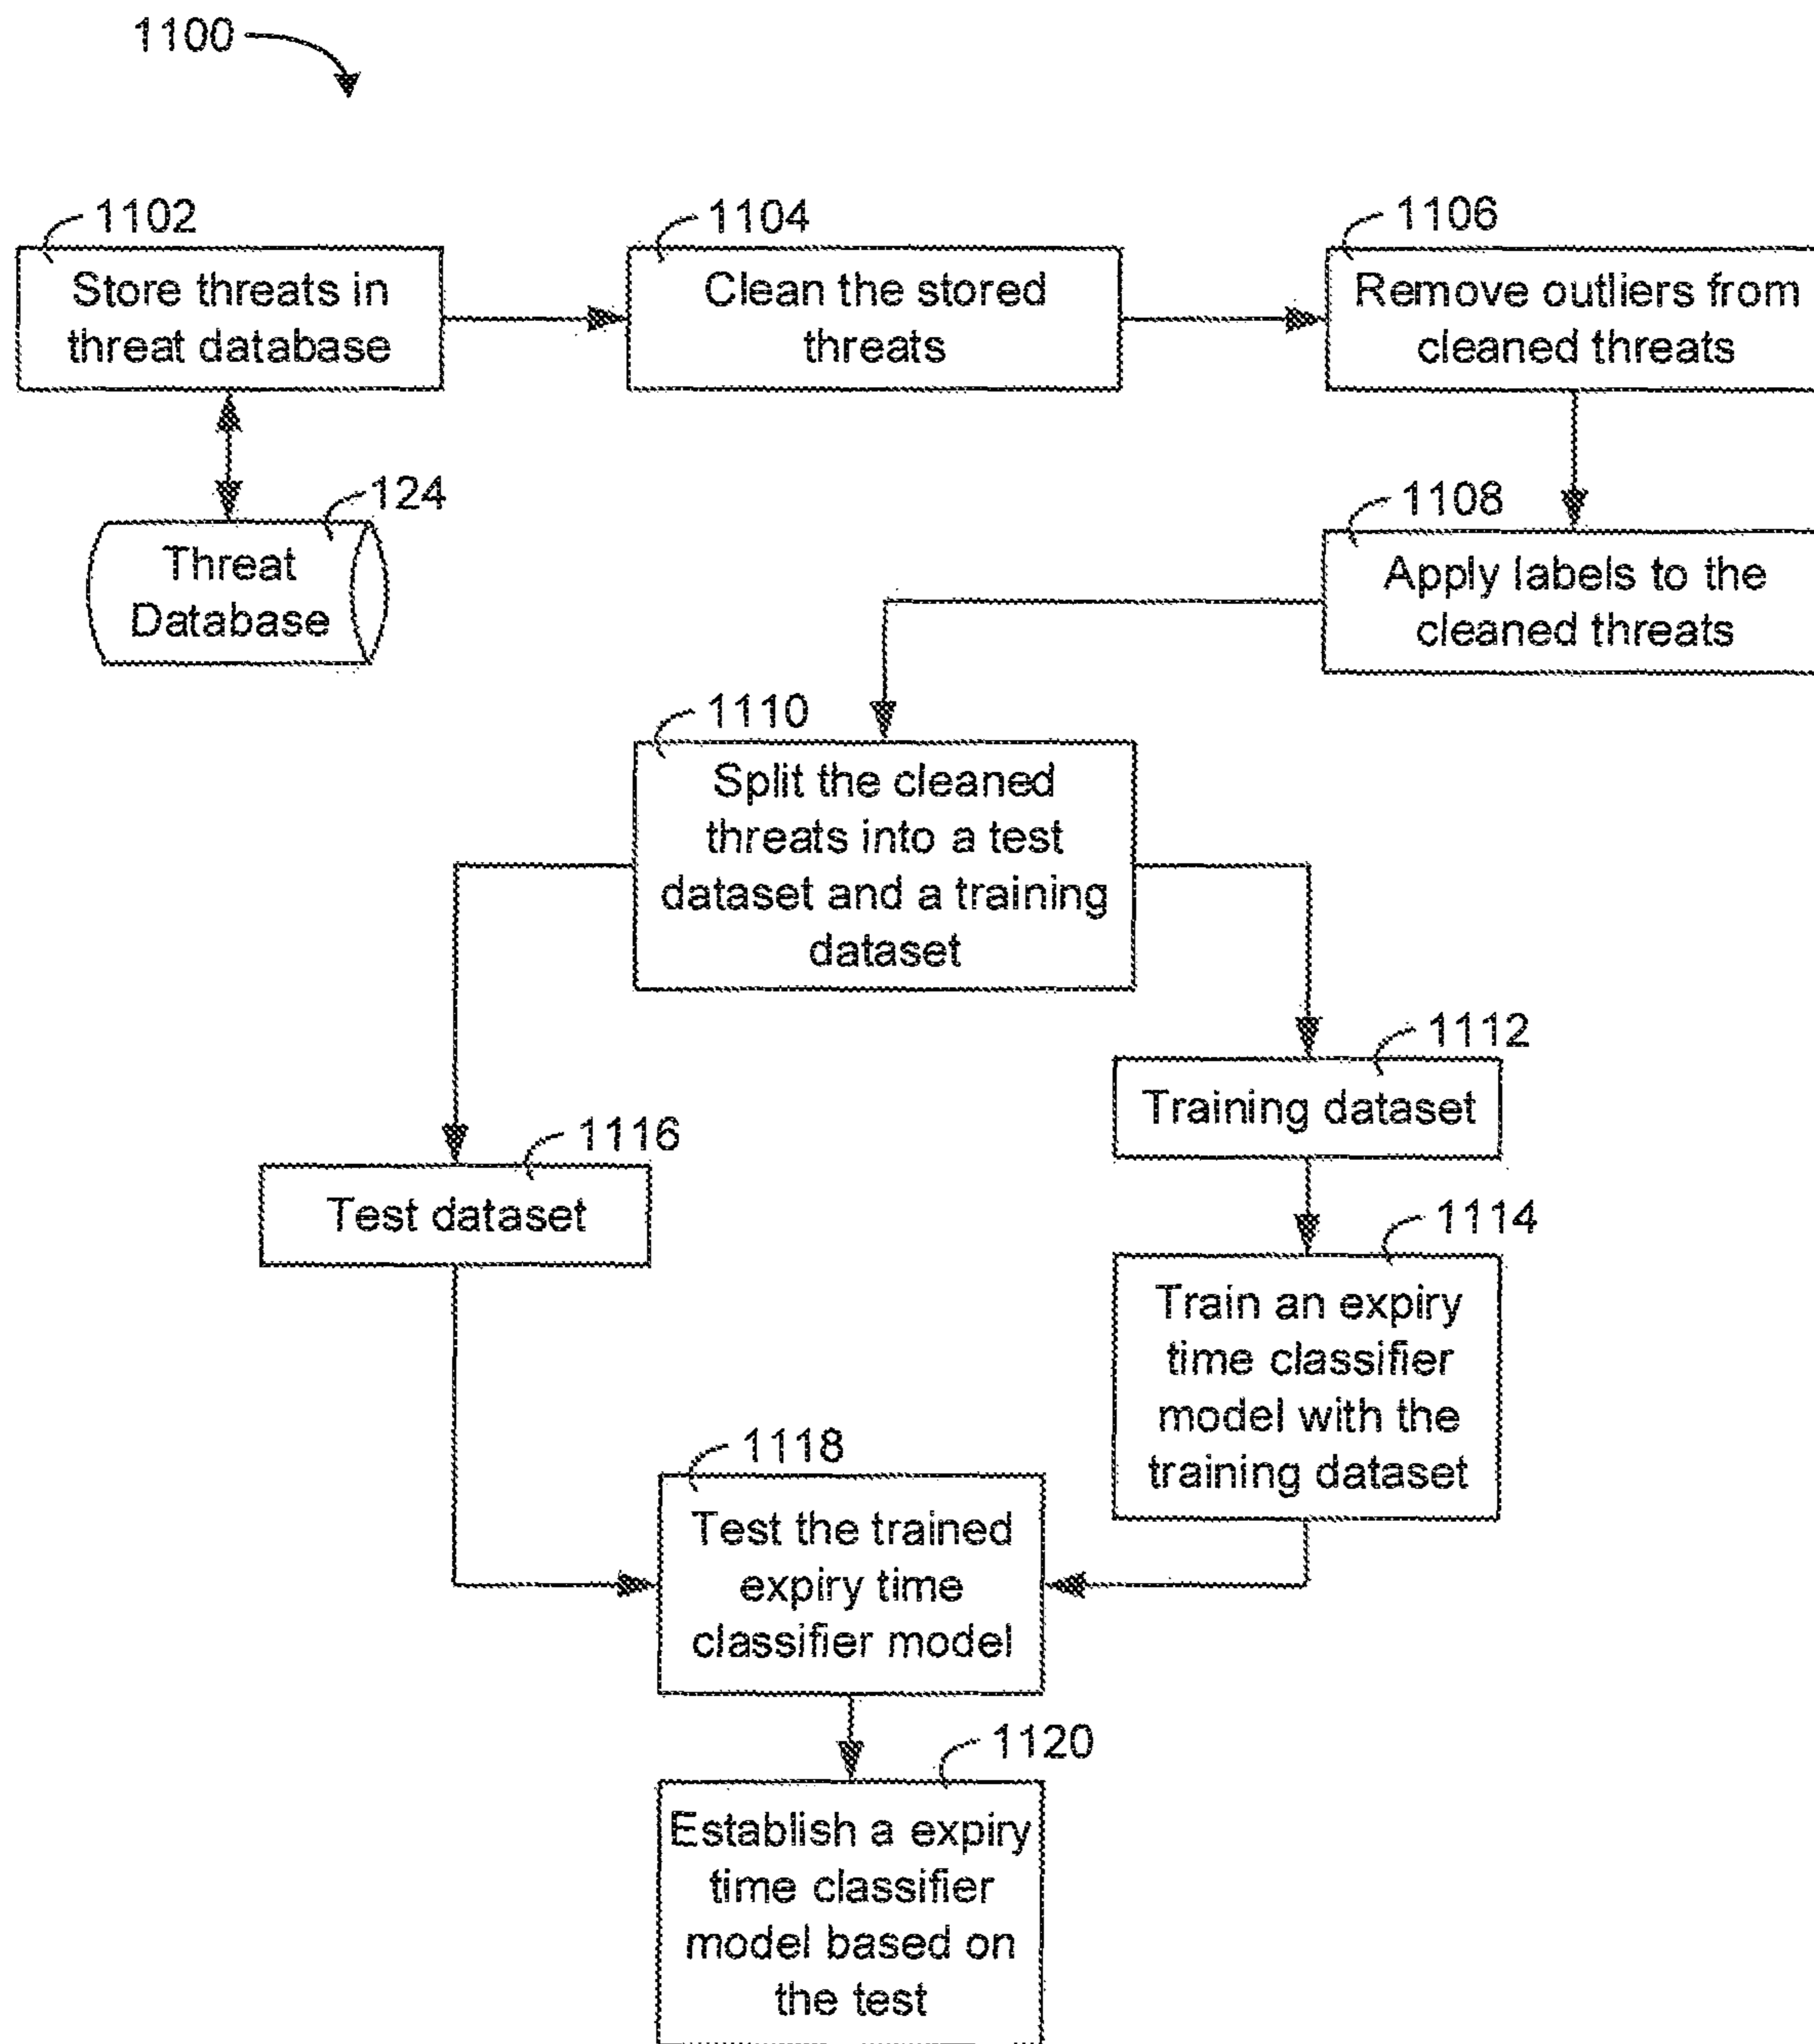 1100
1102
Store threats in
threat database
1104
Clean the stored
threats
1106
Remove outliers from
cleaned threats
124
Threat
Database
1108
Apply labels to the
cleaned threats
1110
Split the cleaned
threats into a test
dataset and a training
dataset
1112
Training dataset
1116
Test dataset
1114
Train an expiry
time classifier
model with the
training dataset
1118
Test the trained
expiry time
classifier model
1120
Establish a expiry
time classifier
model based on
the test